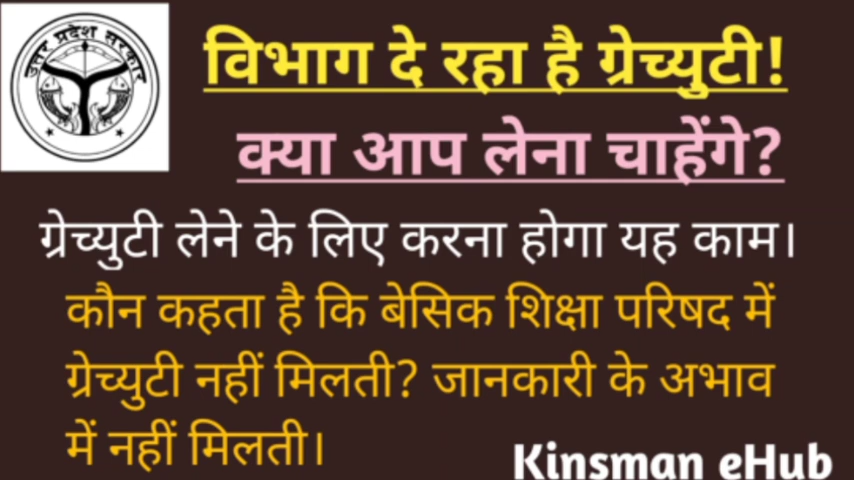 उत्तर प्रदेश सरकार
विभाग दे रहा है ग्रेच्युटी!
क्या आप लेना चाहेंगे?
ग्रेच्युटी लेने के लिए करना होगा यह काम।
कौन कहता है कि बेसिक शिक्षा परिषद में
ग्रेच्युटी नहीं मिलती? जानकारी के अभाव
में नहीं मिलती।
Kinsman eHub